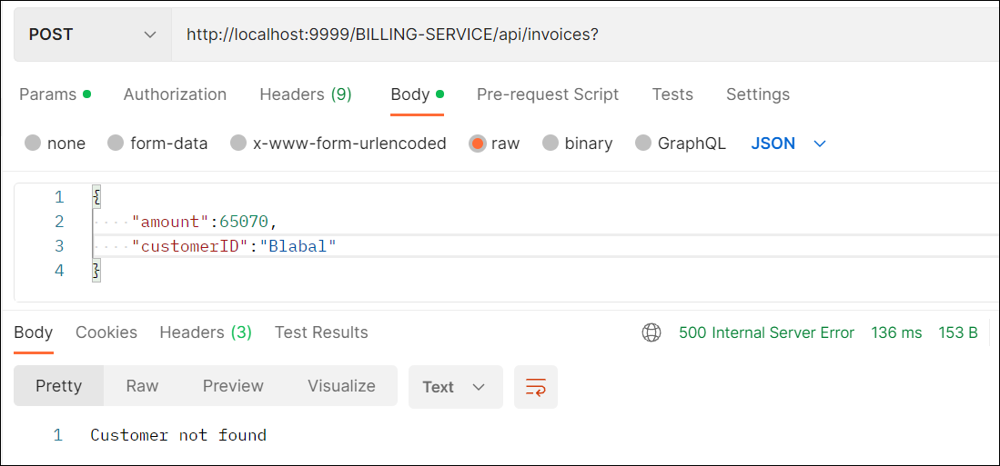 POST http://localhost:9999/BILLING-SERVICE/api/invoices?
Params Authorization Headers (9) Body Pre-request Script Tests Settings
none form-data x-www-form-urlencoded raw binary GraphQL JSON
1 {
2 "amount":65070,
3 "customerID":"Blabal"
4 }
Body Cookies Headers (3) Test Results 500 Internal Server Error 136 ms 153 B
Pretty Raw Preview Visualize Text
1 Customer not found